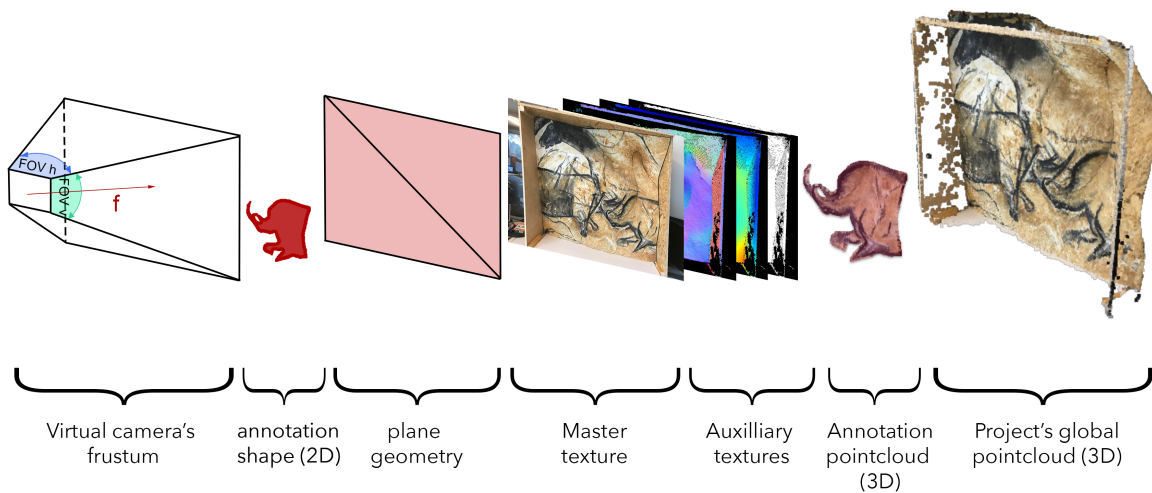 FOV h
FOV v
f
Virtual camera's
frustum
annotation
shape (2D)
plane
geometry
Master
texture
Auxilliary
textures
Annotation
pointcloud
(3D)
Project's global
pointcloud (3D)